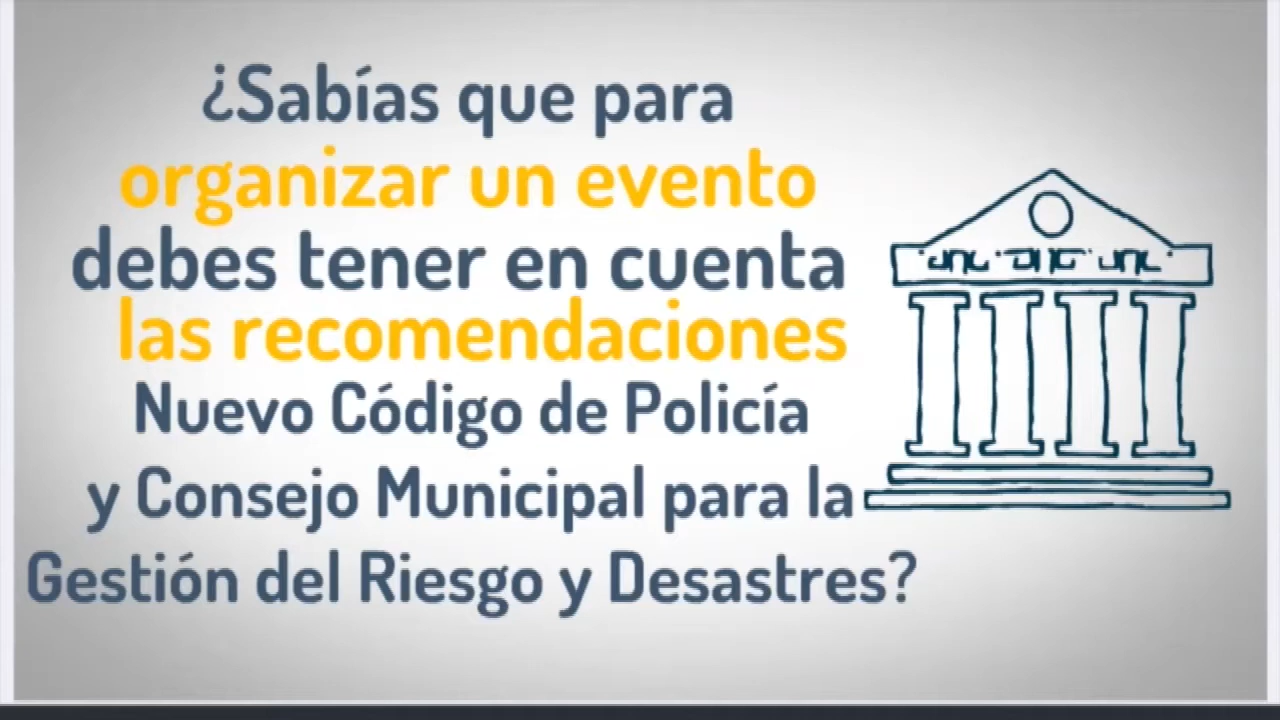 ¿Sabías que para
organizar un evento
debes tener en cuenta
las recomendaciones
Nuevo Código de Policía
y Consejo Municipal para la
Gestión del Riesgo y Desastres?